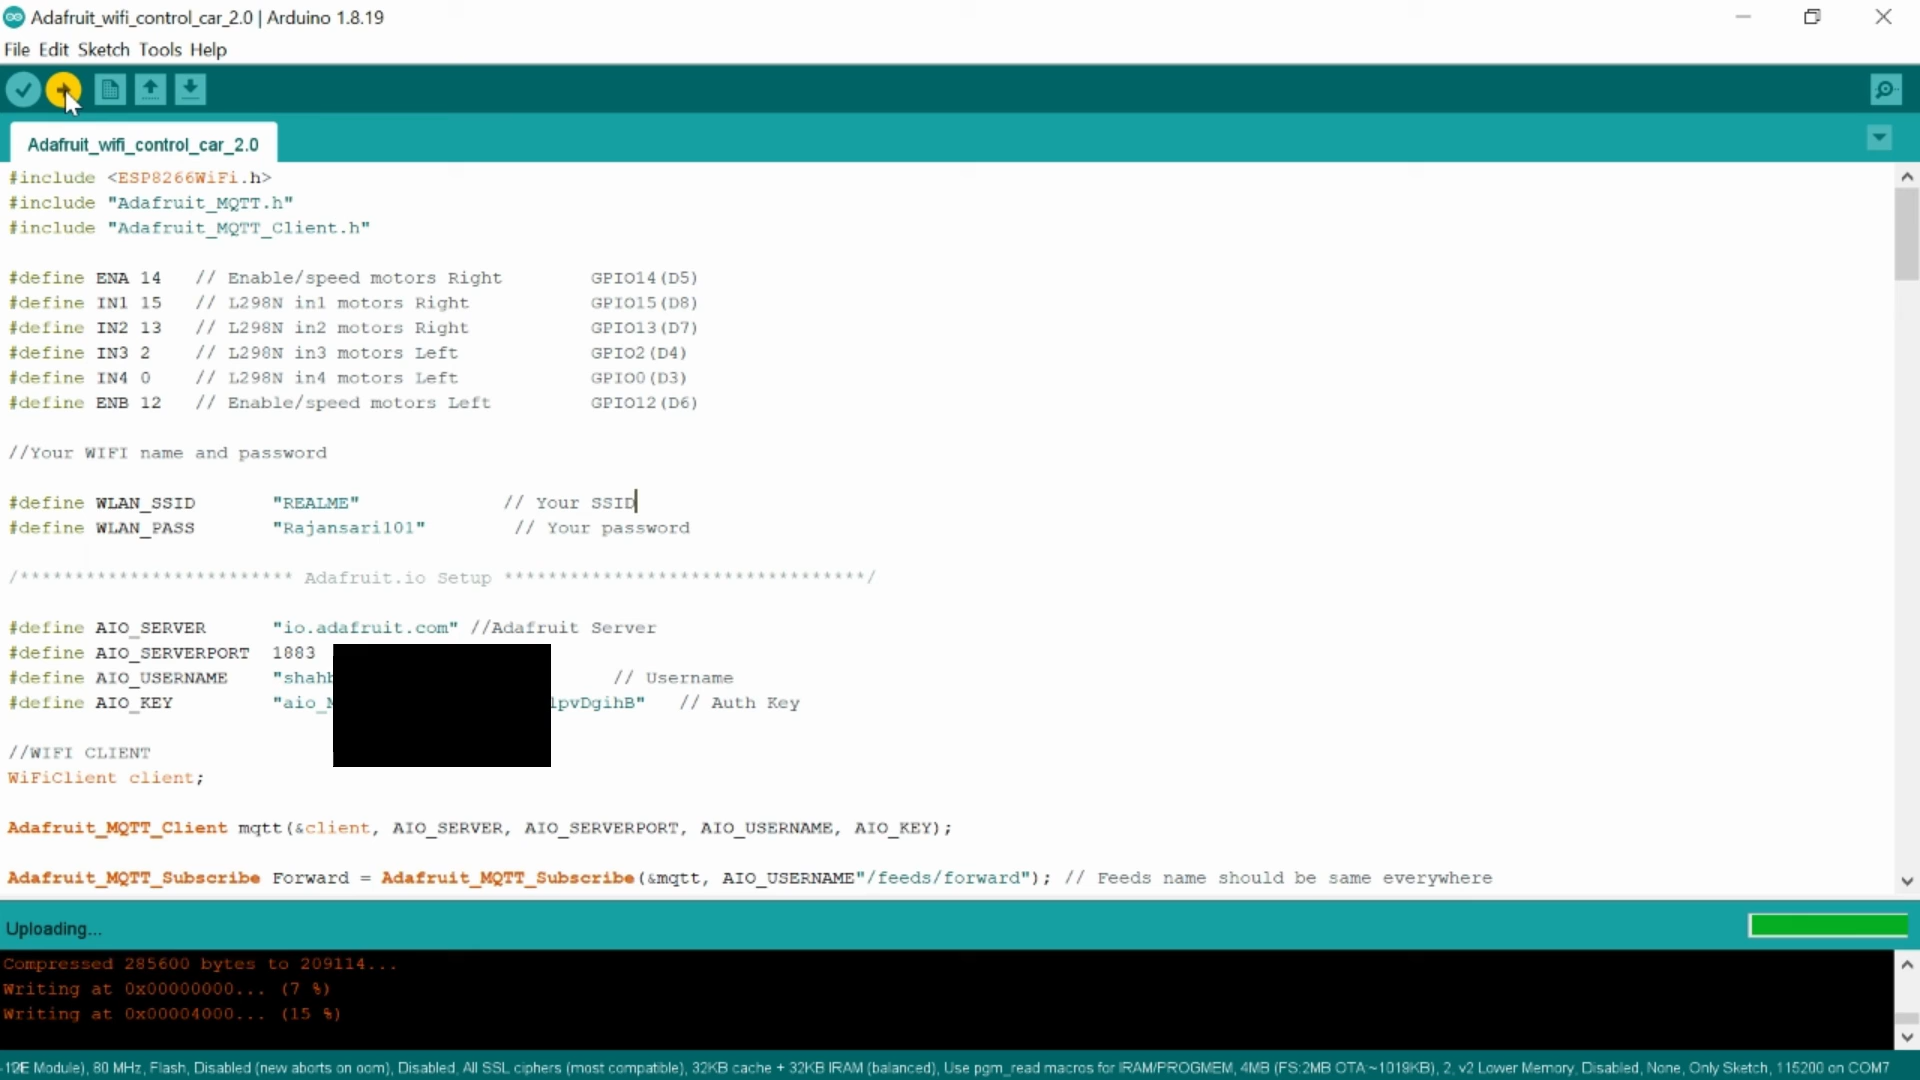 Adafruit_wifi_control_car_2.0 | Arduino 1.8.19
File Edit Sketch Tools Help
Adafruit_wifi_control_car_2.0
#include <ESP8266WiFi.h>
#include "Adafruit_MQTT.h"
#include "Adafruit_MQTT_Client.h"
#define ENA 14 // Enable/speed motors Right GPIO14(D5)
#define IN1 15 // L298N in1 motors Right GPIO15(D8)
#define IN2 13 // L298N in2 motors Right GPIO13(D7)
#define IN3 2 // L298N in3 motors Left GPIO2(D4)
#define IN4 0 // L298N in4 motors Left GPIO0(D3)
#define ENB 12 // Enable/speed motors Left GPIO12(D6)
//Your WIFI name and password
#define WLAN_SSID "REALME" // Your SSID
#define WLAN_PASS "Rajansari101" // Your password
/************************** Adafruit.io Setup *********************************/
#define AIO_SERVER "io.adafruit.com" //Adafruit Server
#define AIO_SERVERPORT 1883
#define AIO_USERNAME "shahb // Username
#define AIO_KEY "aio_ lpvDgihB" // Auth Key
//WIFI CLIENT
WiFiClient client;
Adafruit_MQTT_Client mqtt(&client, AIO_SERVER, AIO_SERVERPORT, AIO_USERNAME, AIO_KEY);
Adafruit_MQTT_Subscribe Forward = Adafruit_MQTT_Subscribe(&mqtt, AIO_USERNAME"/feeds/forward"); // Feeds name should be same everywhere
Uploading...
Compressed 285600 bytes to 209114...
Writing at 0x00000000... (7 %)
Writing at 0x00004000... (15 %)
-12E Module), 80 MHz, Flash, Disabled (new aborts on oom), Disabled, All SSL ciphers (most compatible), 32KB cache + 32KB IRAM (balanced), Use pgm_read macros for IRAM/PROGMEM, 4MB (FS:2MB OTA:~1019KB), 2, v2 Lower Memory, Disabled, None, Only Sketch, 115200 on COM7